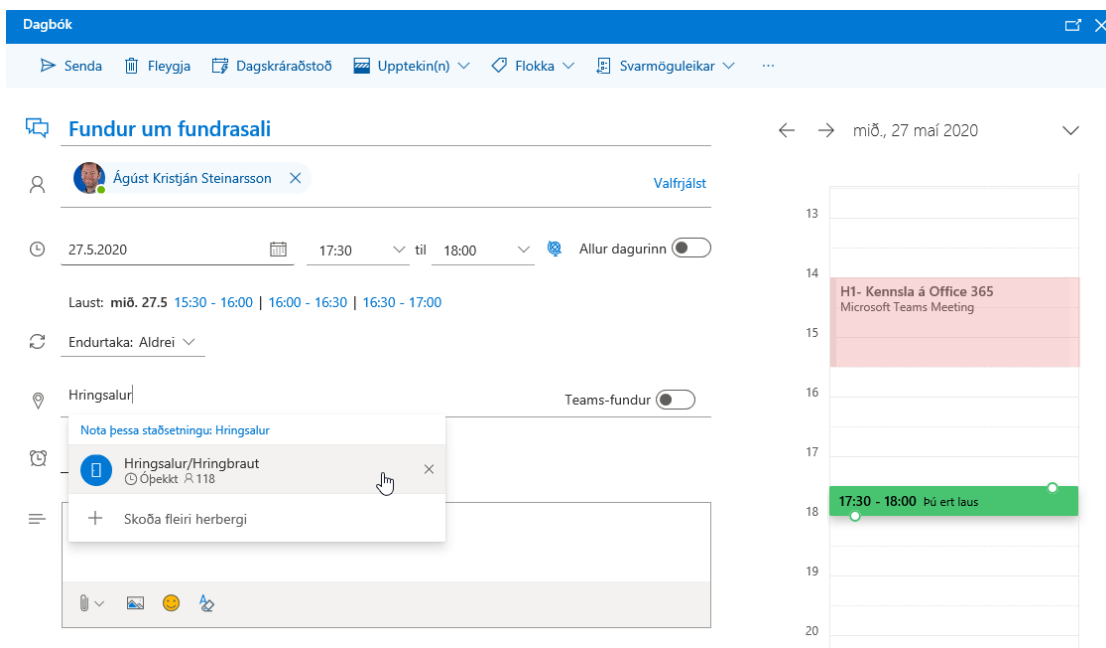 Dagbók
Senda Fleygja Dagskráraðstoð Upptekin(n) Flokka Svarmöguleikar ...
Fundur um fundrasali
Ágúst Kristján Steinarsson
Valfrjálst
27.5.2020 17:30 til 18:00 Allur dagurinn
Laust: mið. 27.5 15:30 - 16:00 | 16:00 - 16:30 | 16:30 - 17:00
Endurtaka: Aldrei
Hringsalur
Teams-fundur
Nota þessa staðsetningu: Hringsalur
Hringsalur/Hringbraut
Óþekkt 118
Skoða fleiri herbergi
mið., 27 maí 2020
13
14
H1- Kennsla á Office 365
Microsoft Teams Meeting
15
16
17
17:30 - 18:00 Þú ert laus
18
19
20